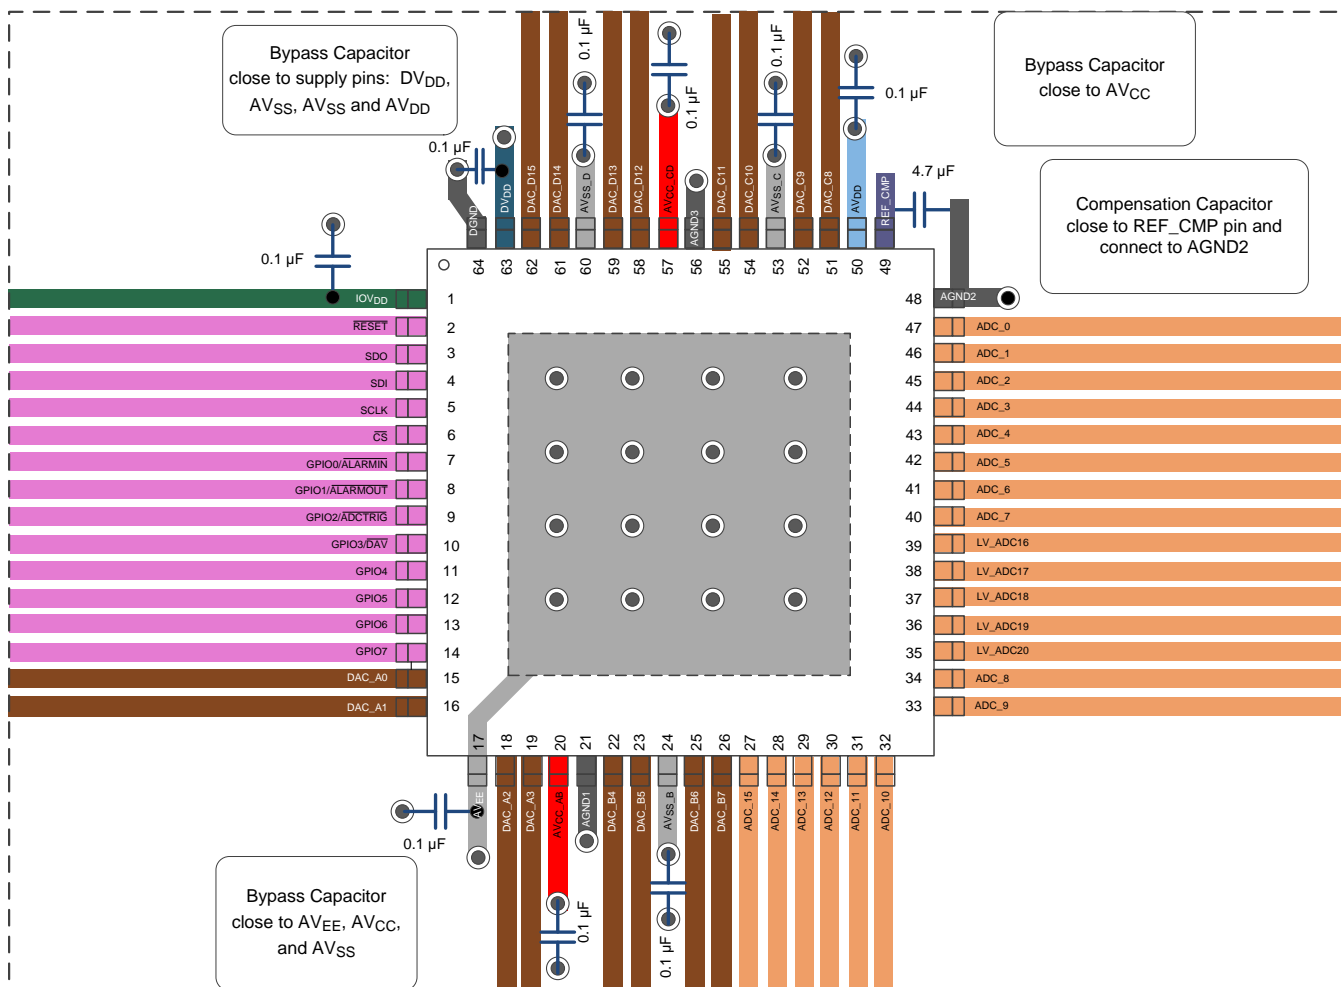 Bypass Capacitor
close to supply pins: DVDD,
AVSS, AVSS and AVDD
Bypass Capacitor
close to AVCC
Compensation Capacitor
close to REF_CMP pin and
connect to AGND2
0.1 µF
0.1 µF
0.1 µF
0.1 µF
0.1 µF
4.7 µF
0.1 µF
DGND
DVDD
DAC_D15
DAC_D14
AVSS_D
DAC_D13
DAC_D12
AVCC_CD
AGND3
DAC_C11
DAC_C10
AVSS_C
DAC_C9
DAC_C8
AVDD
REF_CMP
64
63
62
61
60
59
58
57
56
55
54
53
52
51
50
49
IOVDD 1
RESET 2
SDO 3
SDI 4
SCLK 5
CS 6
GPIO0/ALARMIN 7
GPIO1/ALARMOUT 8
GPIO2/ADCTRIG 9
GPIO3/DAV 10
GPIO4 11
GPIO5 12
GPIO6 13
GPIO7 14
DAC_A0 15
DAC_A1 16
48 AGND2
47 ADC_0
46 ADC_1
45 ADC_2
44 ADC_3
43 ADC_4
42 ADC_5
41 ADC_6
40 ADC_7
39 LV_ADC16
38 LV_ADC17
37 LV_ADC18
36 LV_ADC19
35 LV_ADC20
34 ADC_8
33 ADC_9
17
18
19
20
21
22
23
24
25
26
27
28
29
30
31
32
AVEE
DAC_A2
DAC_A3
AVCC_AB
AGND1
DAC_B4
DAC_B5
AVSS_B
DAC_B6
DAC_B7
ADC_15
ADC_14
ADC_13
ADC_12
ADC_11
ADC_10
0.1 µF
0.1 µF
0.1 µF
Bypass Capacitor
close to AVEE, AVCC,
and AVSS